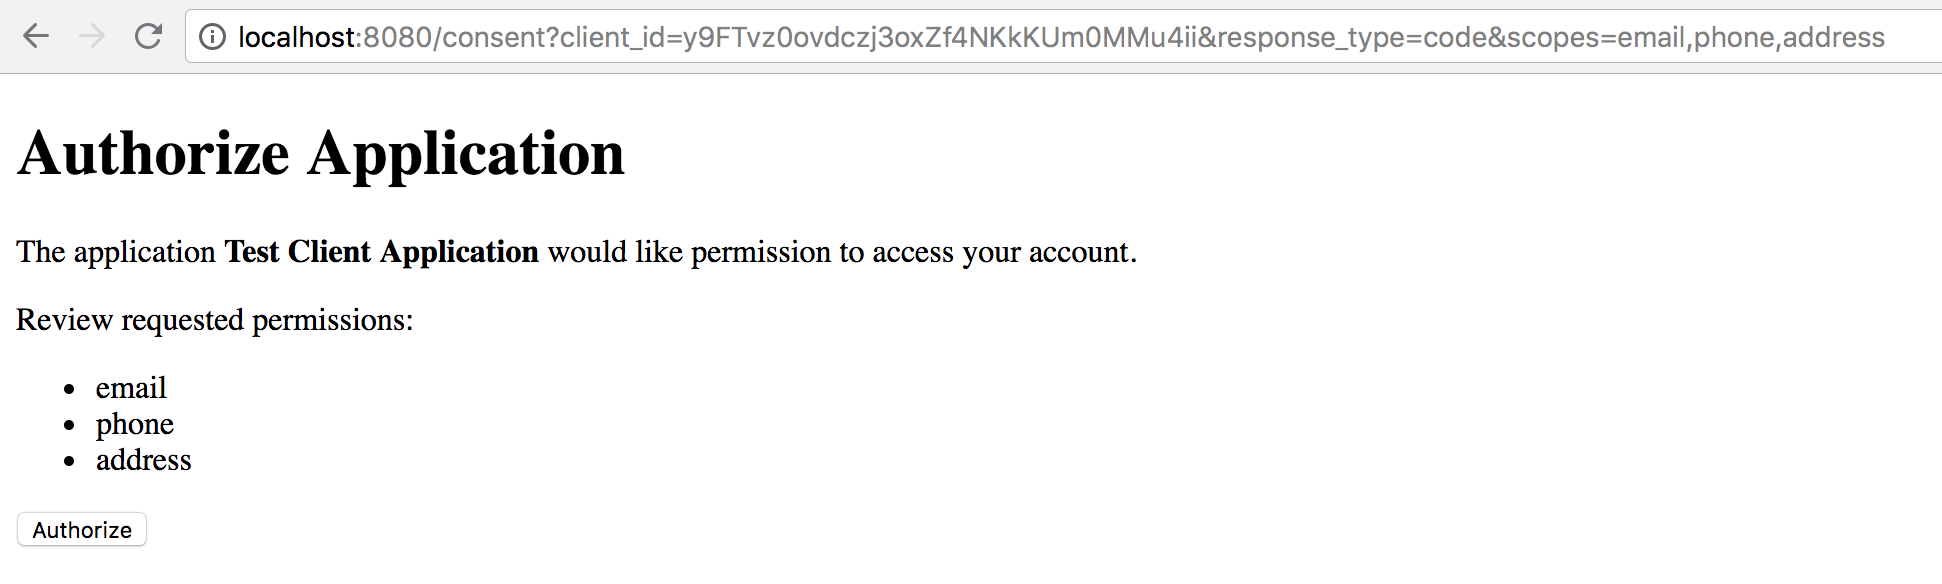 localhost:8080/consent?client_id=y9FTvz0ovdczj3oxZf4NKkKUm0MMu4ii&response_type=code&scopes=email,phone,address
Authorize Application
The application Test Client Application would like permission to access your account.
Review requested permissions:
• email
• phone
• address
Authorize